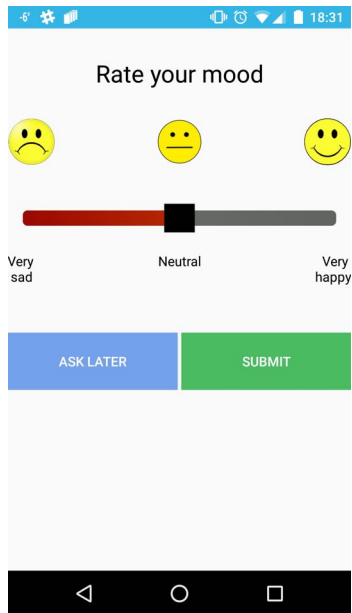 -6° 18:31
Rate your mood
Very sad
Neutral
Very happy
ASK LATER
SUBMIT